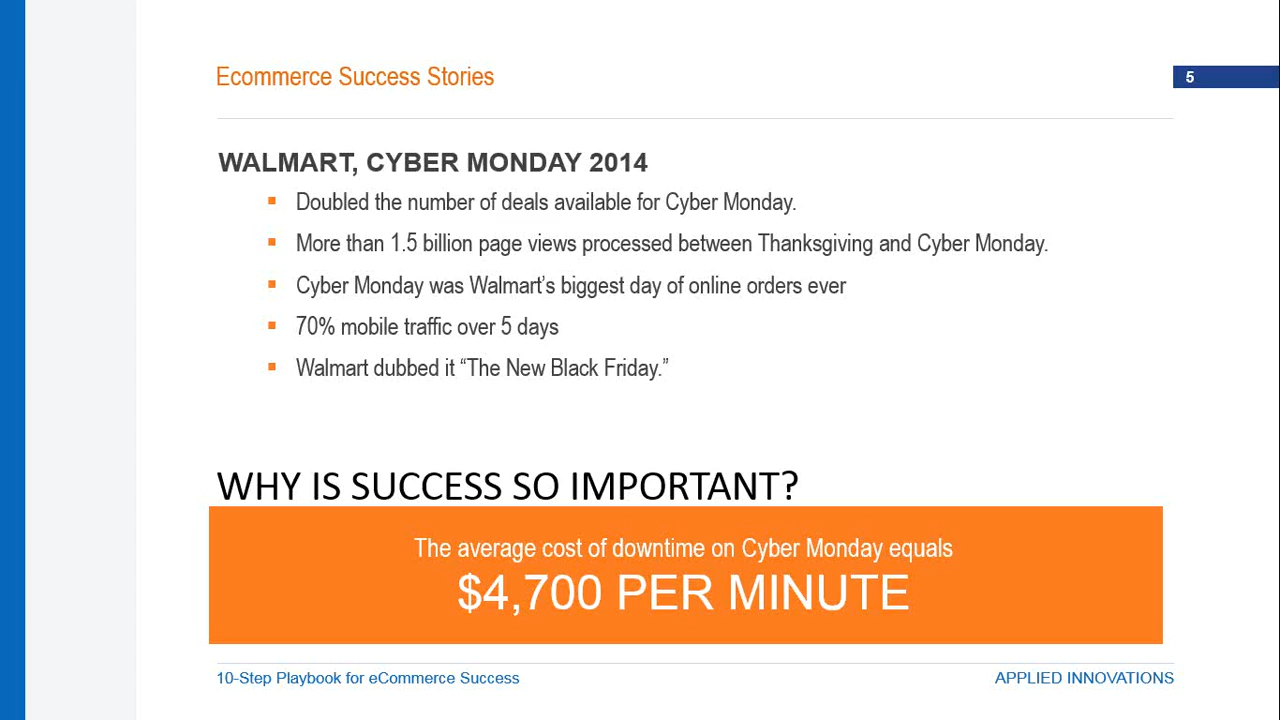 Ecommerce Success Stories
5
WALMART, CYBER MONDAY 2014
Doubled the number of deals available for Cyber Monday.
More than 1.5 billion page views processed between Thanksgiving and Cyber Monday.
Cyber Monday was Walmart’s biggest day of online orders ever
70% mobile traffic over 5 days
Walmart dubbed it “The New Black Friday.”
WHY IS SUCCESS SO IMPORTANT?
The average cost of downtime on Cyber Monday equals
$4,700 PER MINUTE
10-Step Playbook for eCommerce Success
APPLIED INNOVATIONS